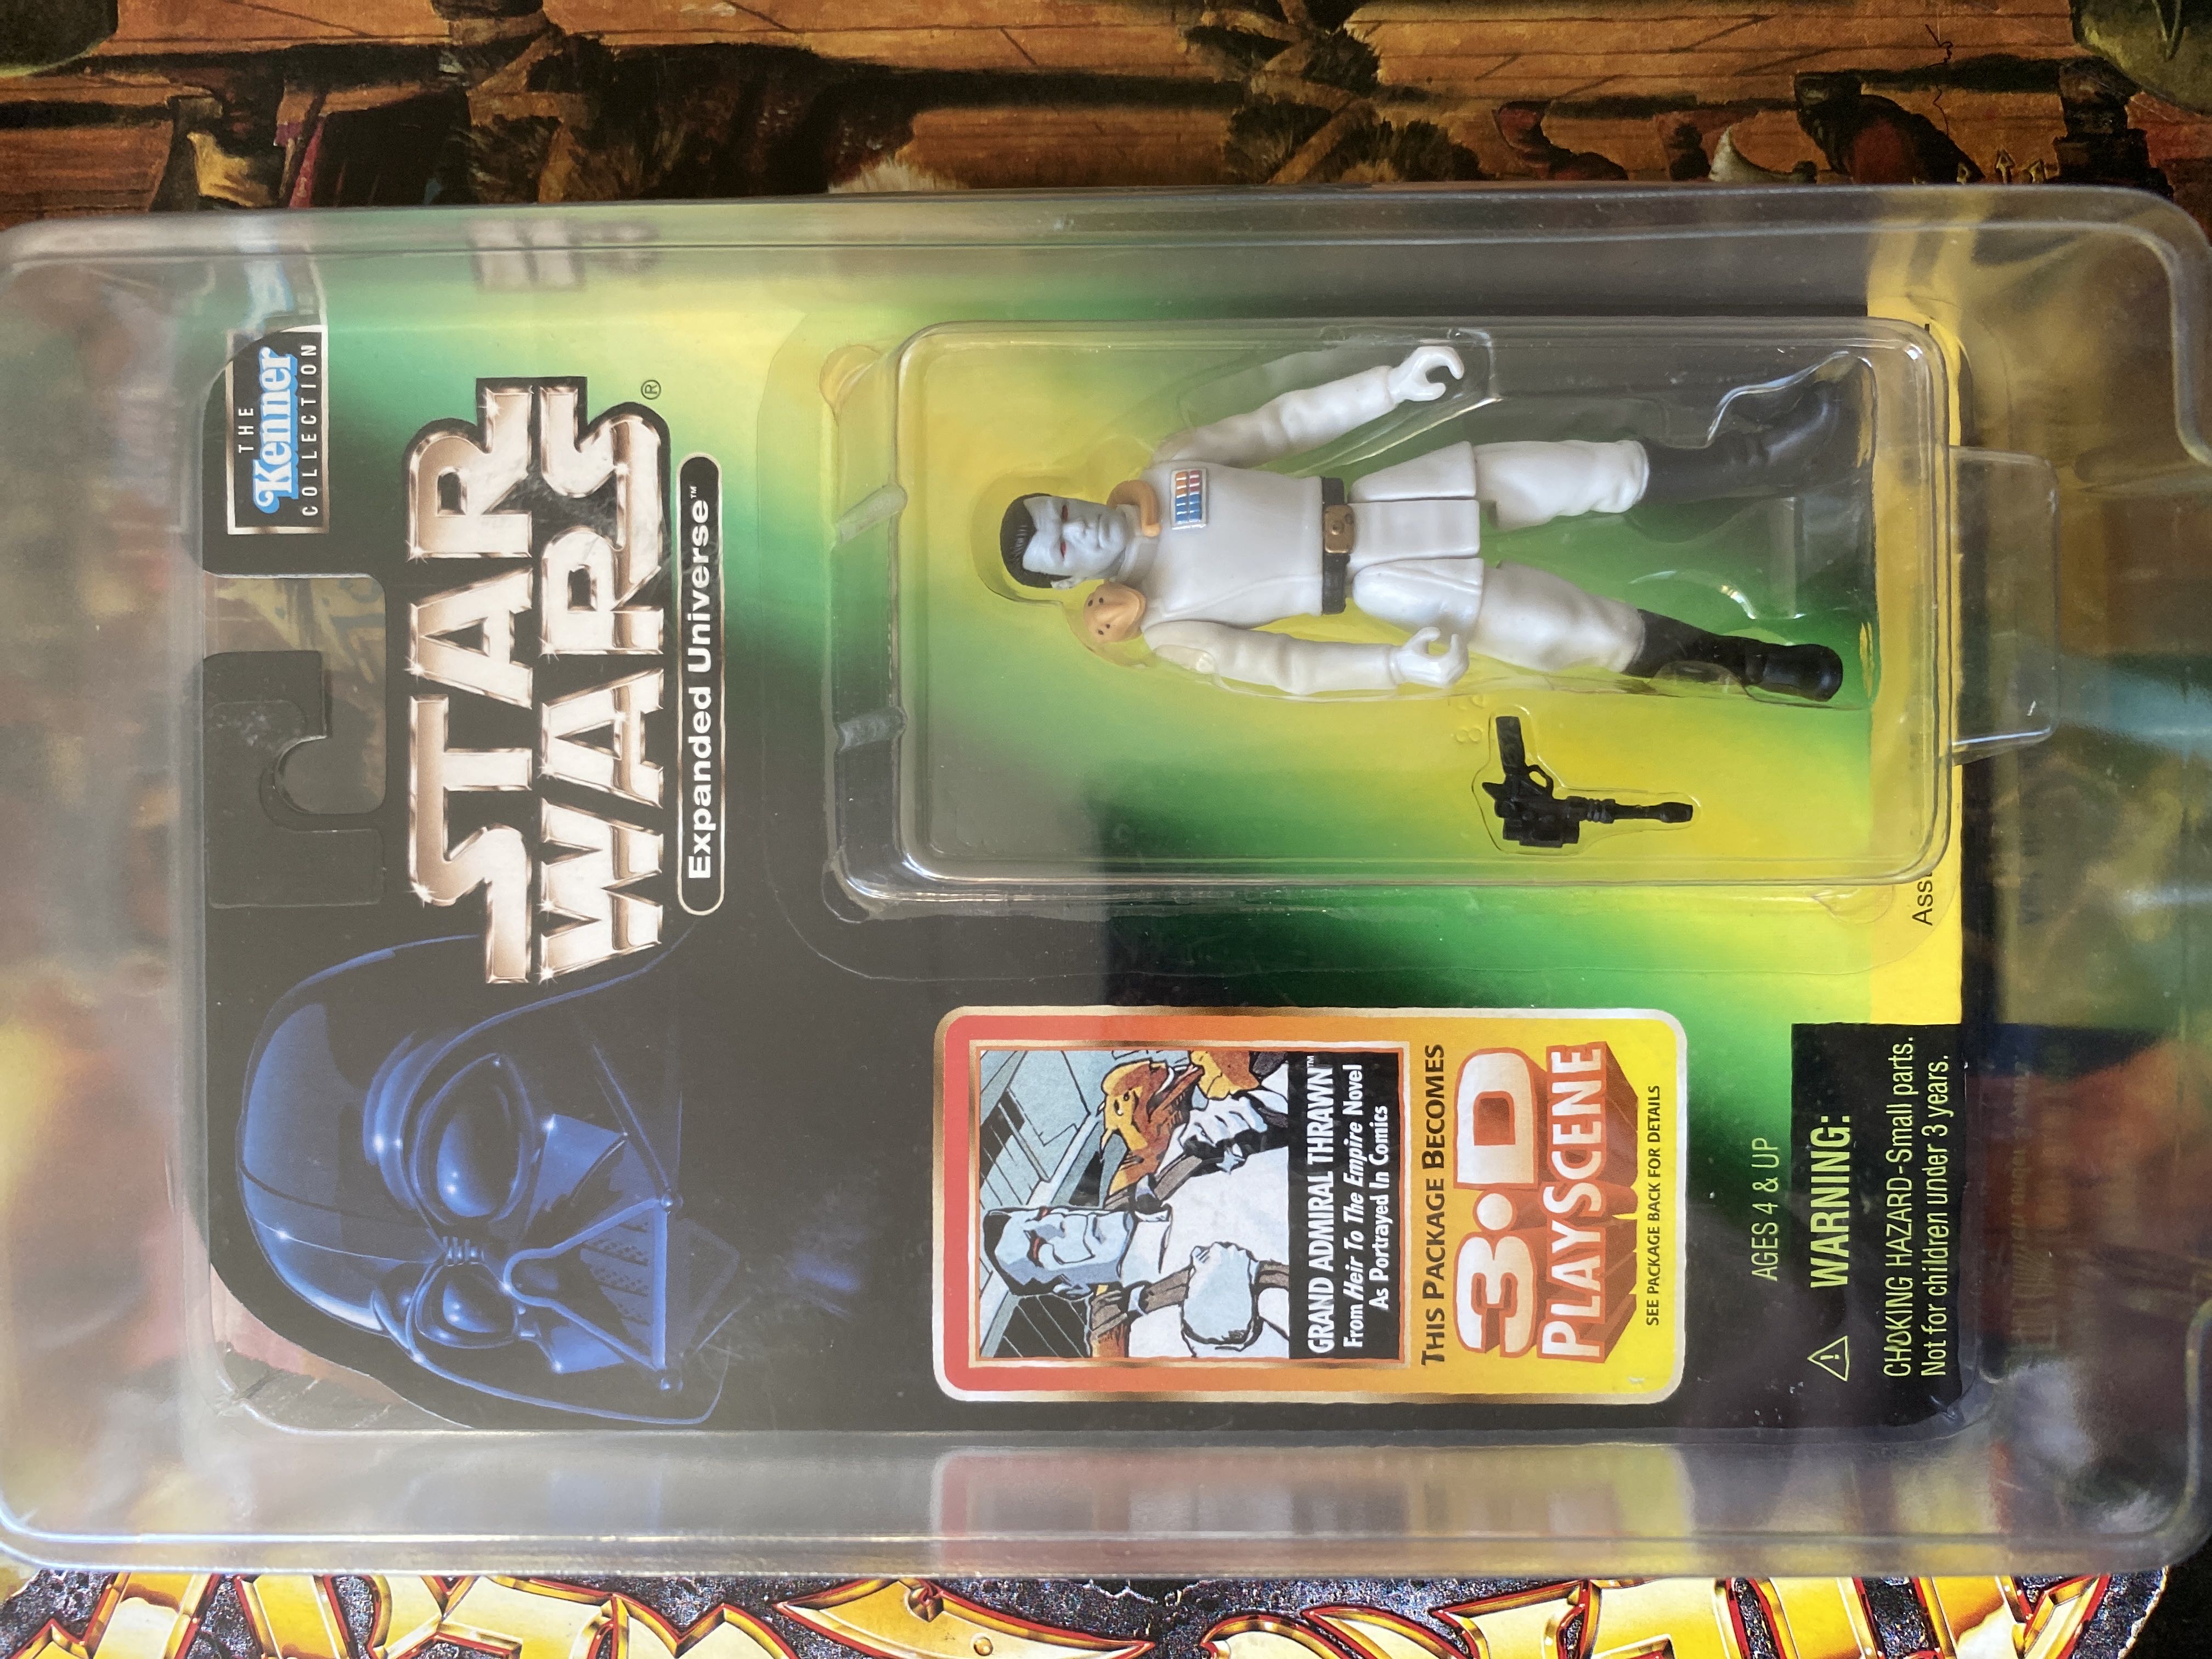 THE
Kenner
COLLECTION
STAR
WARS®
Expanded Universe™
GRAND ADMIRAL THRAWN™
From Heir To The Empire Novel
As Portrayed In Comics
THIS PACKAGE BECOMES
3-D
PLAYSCENE
SEE PACKAGE BACK FOR DETAILS
AGES 4 & UP
WARNING:
CHOKING HAZARD-Small parts.
Not for children under 3 years.